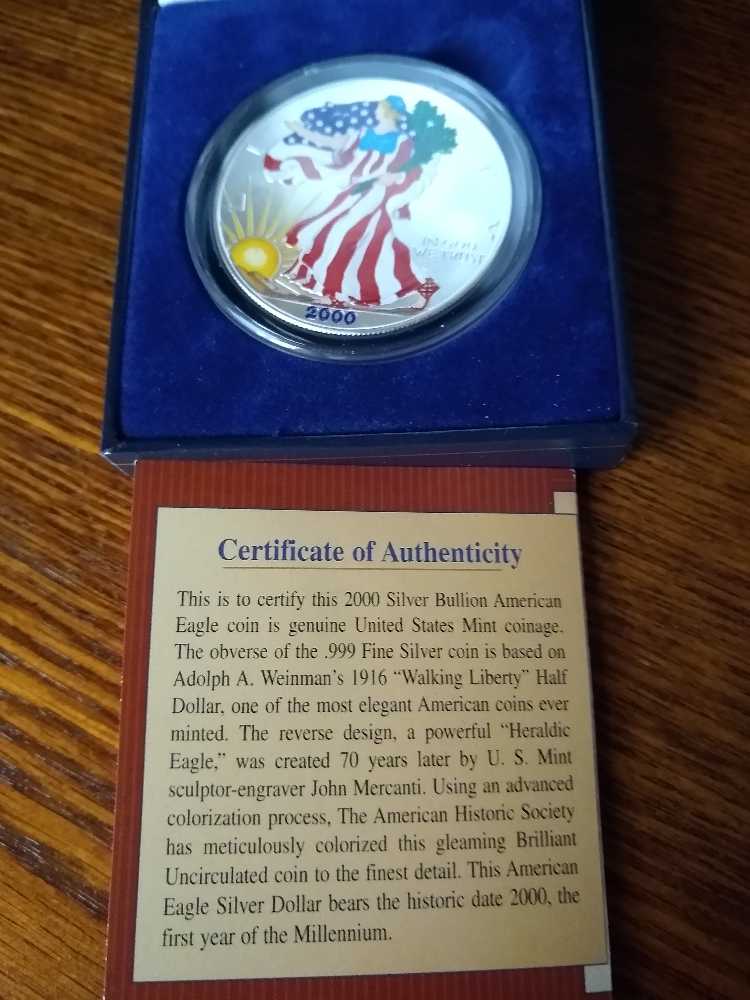 IN GOD
WE TRUST
2000
Certificate of Authenticity
This is to certify this 2000 Silver Bullion American
Eagle coin is genuine United States Mint coinage.
The obverse of the .999 Fine Silver coin is based on
Adolph A. Weinman's 1916 “Walking Liberty” Half
Dollar, one of the most elegant American coins ever
minted. The reverse design, a powerful “Heraldic
Eagle,” was created 70 years later by U. S. Mint
sculptor-engraver John Mercanti. Using an advanced
colorization process, The American Historic Society
has meticulously colorized this gleaming Brilliant
Uncirculated coin to the finest detail. This American
Eagle Silver Dollar bears the historic date 2000, the
first year of the Millennium.